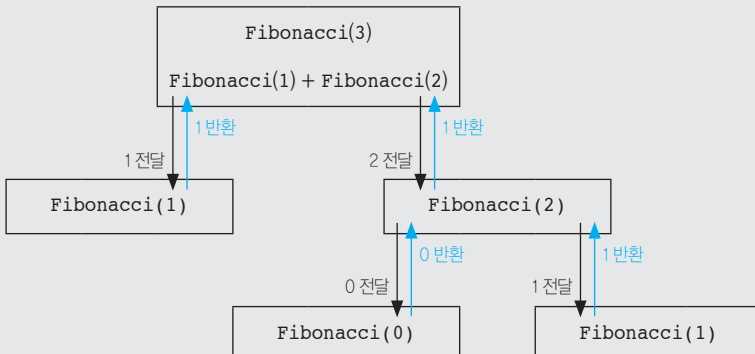 Fibonacci(3)
Fibonacci(1) + Fibonacci(2)
1 반환
1 반환
1 전달
2 전달
Fibonacci(1)
Fibonacci(2)
0 반환
1 반환
0 전달
1 전달
Fibonacci(0)
Fibonacci(1)